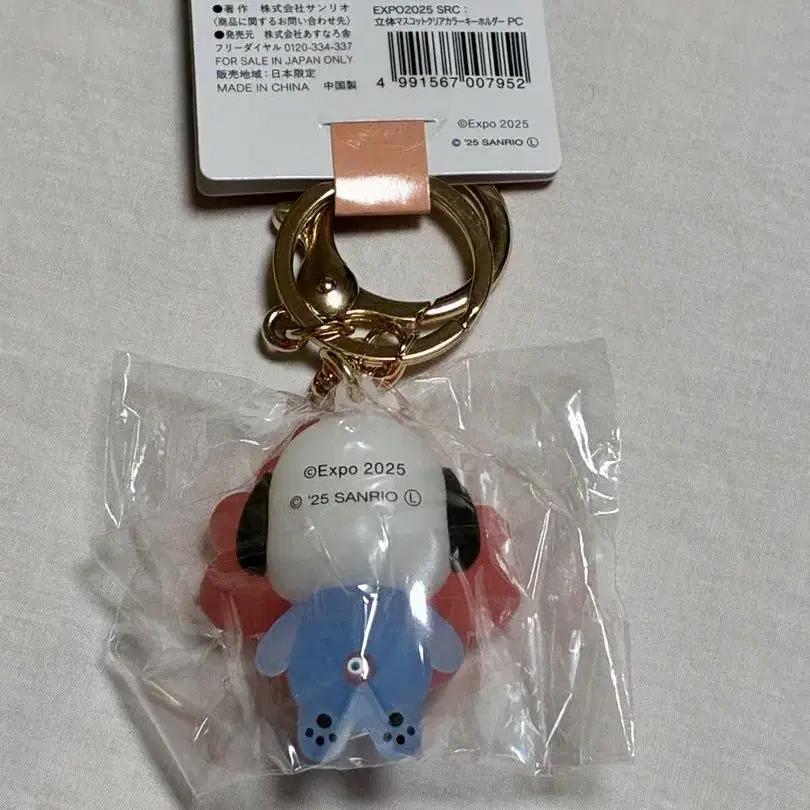 ●著作　株式会社サンリオ
〈商品に関するお問い合わせ先〉
●発売元　株式会社あすなろ舎
フリーダイヤル 0120-334-337
FOR SALE IN JAPAN ONLY
販売地域：日本限定
MADE IN CHINA　中国製
EXPO2025 SRC：
立体マスコットクリアカラーキーホルダー PC
4 991567 007952
©Expo 2025
© '25 SANRIO Ⓛ
©Expo 2025
© '25 SANRIO Ⓛ